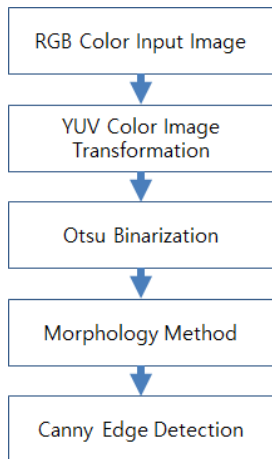 RGB Color Input Image
YUV Color Image
Transformation
Otsu Binarization
Morphology Method
Canny Edge Detection